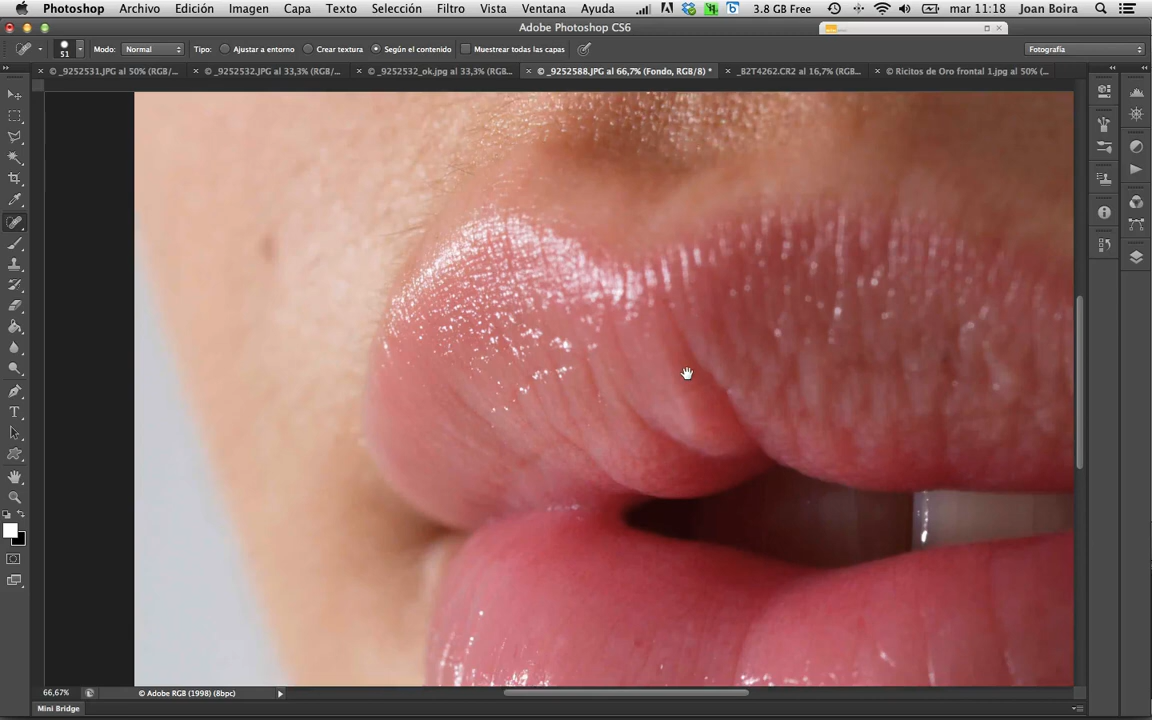 Photoshop Archivo Edición Imagen Capa Texto Selección Filtro Vista Ventana Ayuda 3.8 GB Free mar 11:18 Joan Boira
Adobe Photoshop CS6
51 Modo: Normal Tipo: Ajustar a entorno Crear textura Según el contenido Muestrear todas las capas Fotografía
© _9252531.JPG al 50% (RGB/... © _9252532.JPG al 33,3% (RGB/... © _9252532_ok.jpg al 33,3% (RGB... © _9252588.JPG al 66,7% (Fondo, RGB/8) * _B2T4262.CR2 al 16,7% (RGB... © Ricitos de Oro frontal 1.jpg al 50% (...
66,67% © Adobe RGB (1998) (8bpc)
Mini Bridge